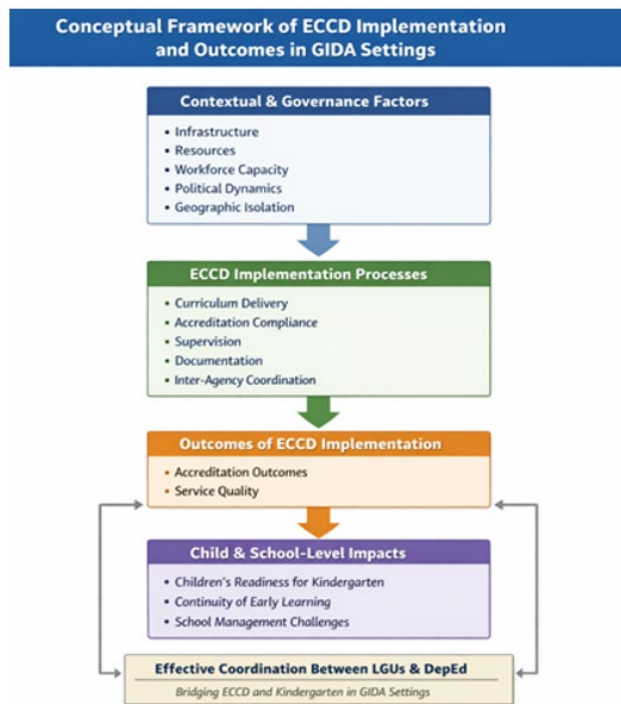 Conceptual Framework of ECCD Implementation
and Outcomes in GIDA Settings
Contextual & Governance Factors
• Infrastructure
• Resources
• Workforce Capacity
• Political Dynamics
• Geographic Isolation
ECCD Implementation Processes
• Curriculum Delivery
• Accreditation Compliance
• Supervision
• Documentation
• Inter-Agency Coordination
Outcomes of ECCD Implementation
• Accreditation Outcomes
• Service Quality
Child & School-Level Impacts
• Children's Readiness for Kindergarten
• Continuity of Early Learning
• School Management Challenges
Effective Coordination Between LGUs & DepEd
Bridging ECCD and Kindergarten in GIDA Settings